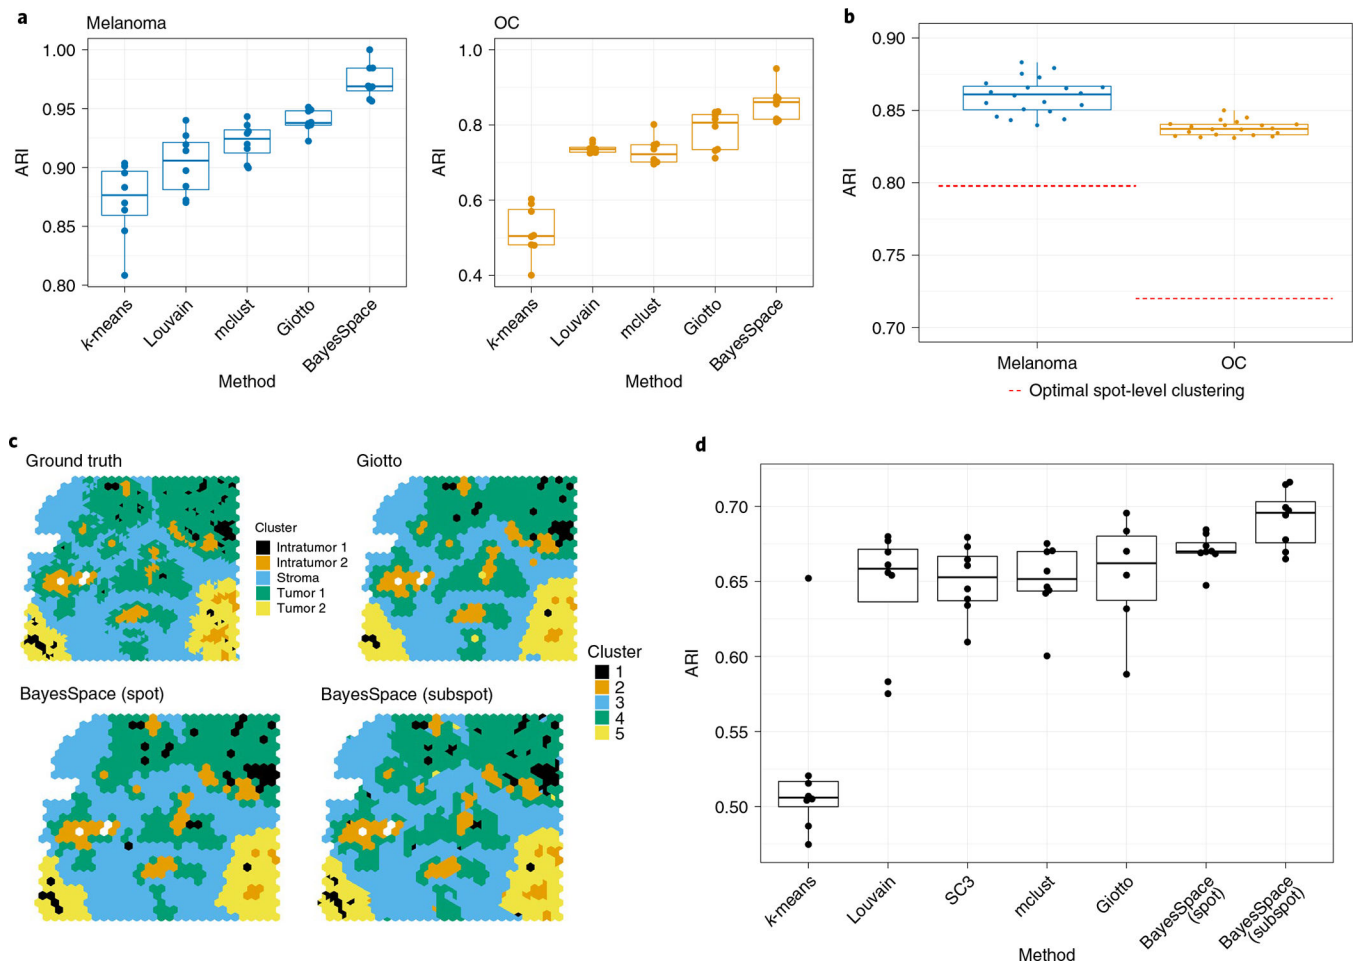 a
Melanoma
ARI
1.00
0.95
0.90
0.85
0.80
k-means
Louvain
mclust
Giotto
BayesSpace
Method
OC
ARI
1.0
0.8
0.6
0.4
k-means
Louvain
mclust
Giotto
BayesSpace
Method
b
ARI
0.90
0.85
0.80
0.75
0.70
Melanoma
OC
Optimal spot-level clustering
c
Ground truth
Cluster
Intratumor 1
Intratumor 2
Stroma
Tumor 1
Tumor 2
Giotto
BayesSpace (spot)
BayesSpace (subspot)
Cluster
1
2
3
4
5
d
ARI
0.70
0.65
0.60
0.55
0.50
k-means
Louvain
SC3
mclust
Giotto
BayesSpace
(spot)
BayesSpace
(subspot)
Method